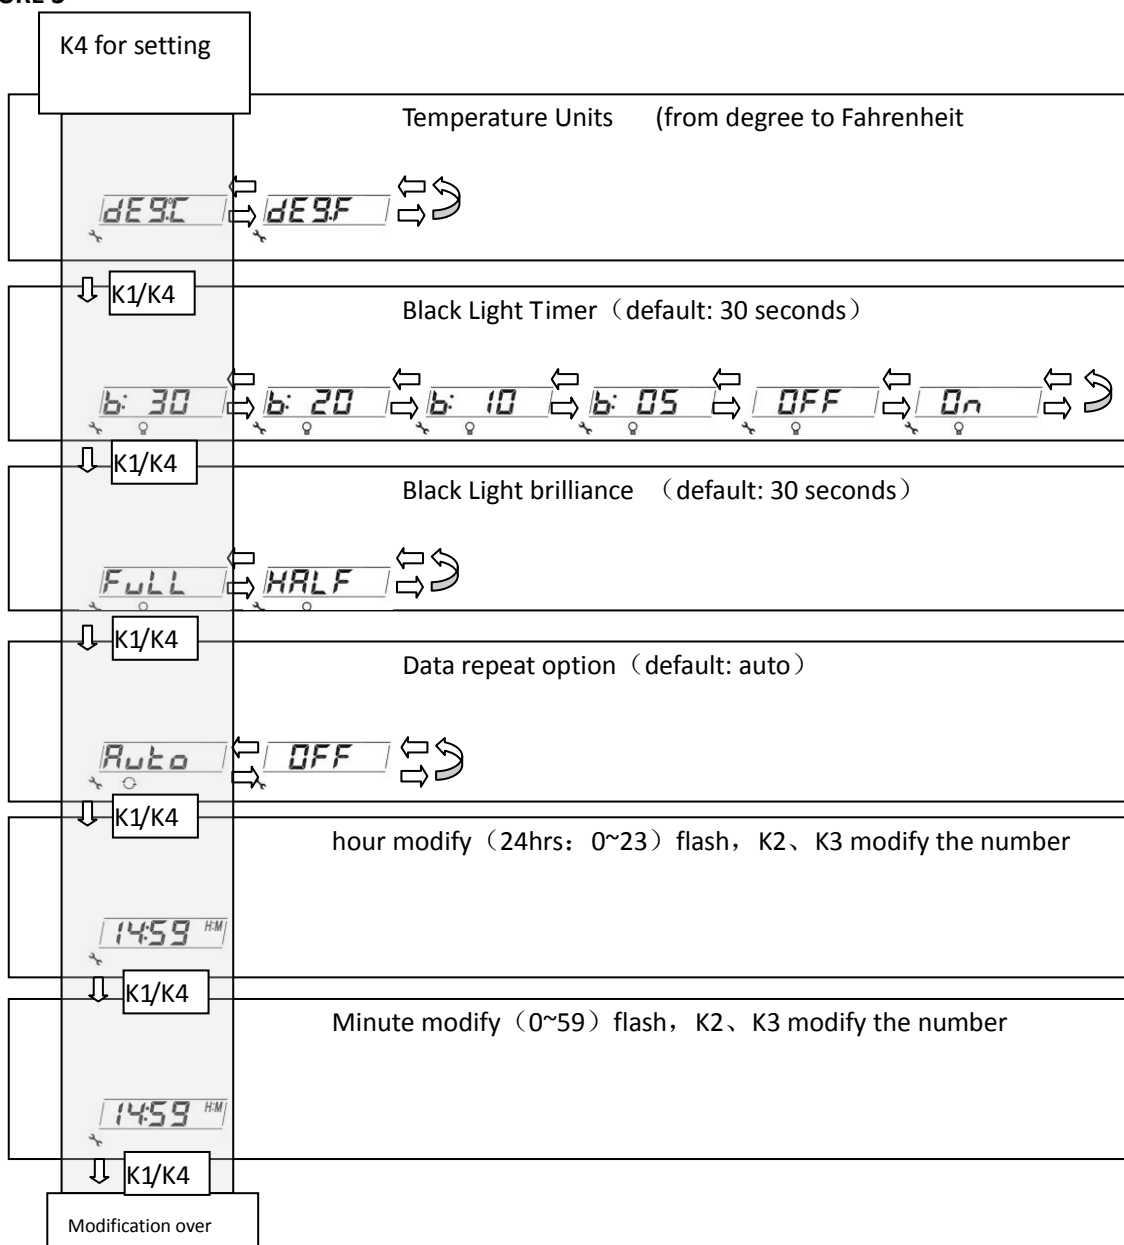 K4 for setting
Temperature Units (from degree to Fahrenheit
dEG°C dEG.F
K1/K4
Black Light Timer（default: 30 seconds）
b: 30 b: 20 b: 10 b: 05 OFF On
K1/K4
Black Light brilliance （default: 30 seconds）
FuLL HALF
K1/K4
Data repeat option（default: auto）
Auto OFF
K1/K4
hour modify（24hrs：0~23）flash，K2、K3 modify the number
14:59 H:M
K1/K4
Minute modify（0~59）flash，K2、K3 modify the number
14:59 H:M
K1/K4
Modification over